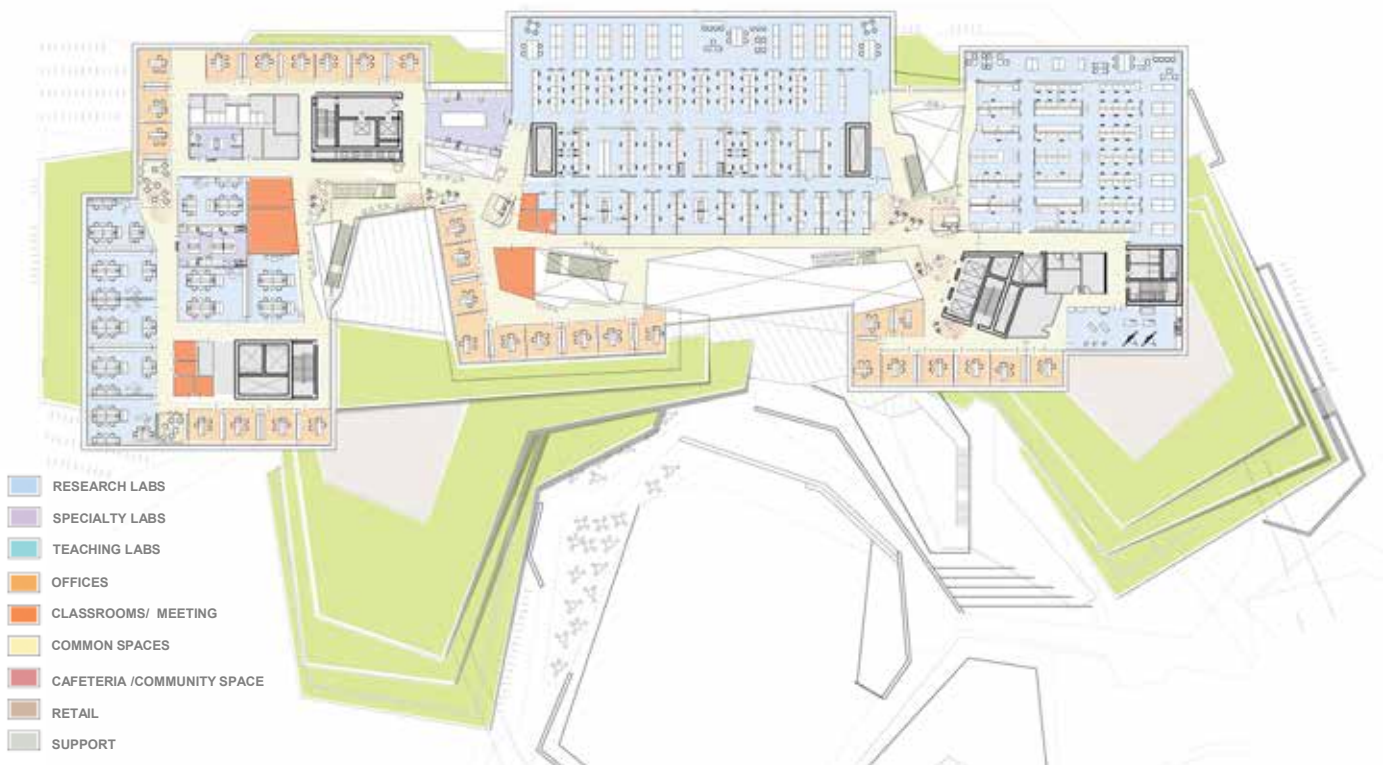 RESEARCH LABS
SPECIALTY LABS
TEACHING LABS
OFFICES
CLASSROOMS/ MEETING
COMMON SPACES
CAFETERIA /COMMUNITY SPACE
RETAIL
SUPPORT